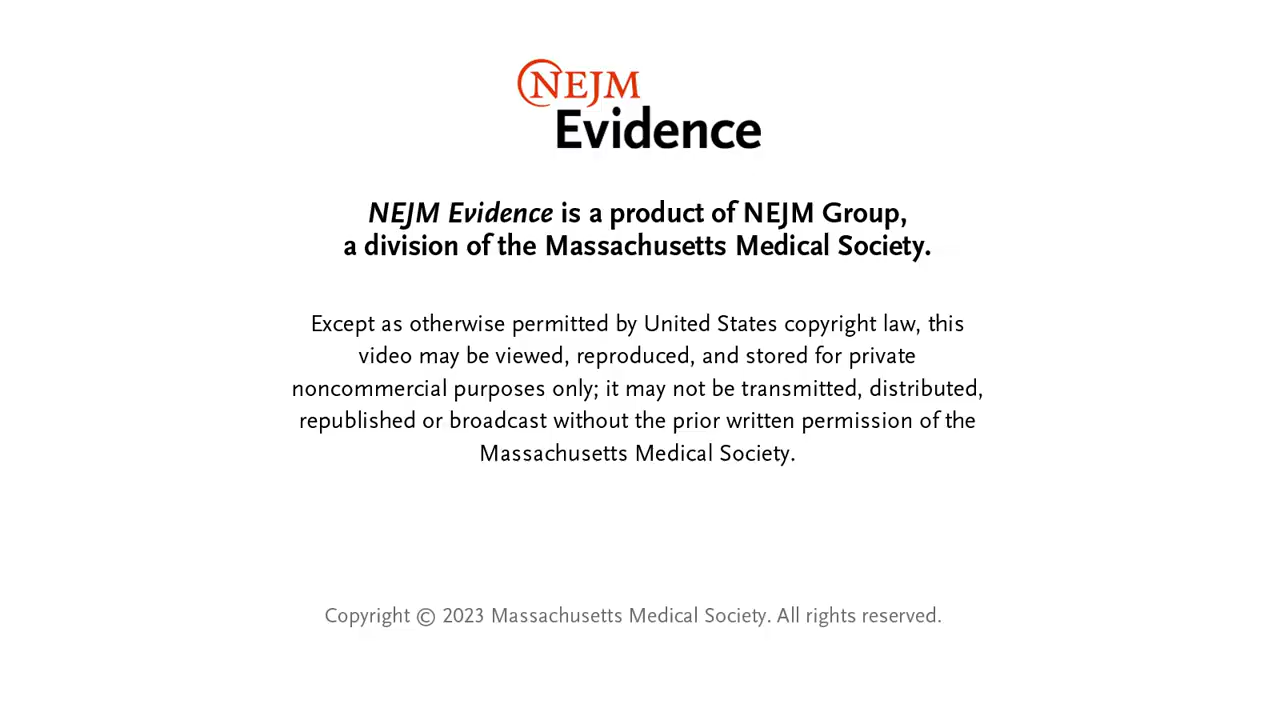 NEJM
Evidence
NEJM Evidence is a product of NEJM Group,
a division of the Massachusetts Medical Society.
Except as otherwise permitted by United States copyright law, this
video may be viewed, reproduced, and stored for private
noncommercial purposes only; it may not be transmitted, distributed,
republished or broadcast without the prior written permission of the
Massachusetts Medical Society.
Copyright © 2023 Massachusetts Medical Society. All rights reserved.